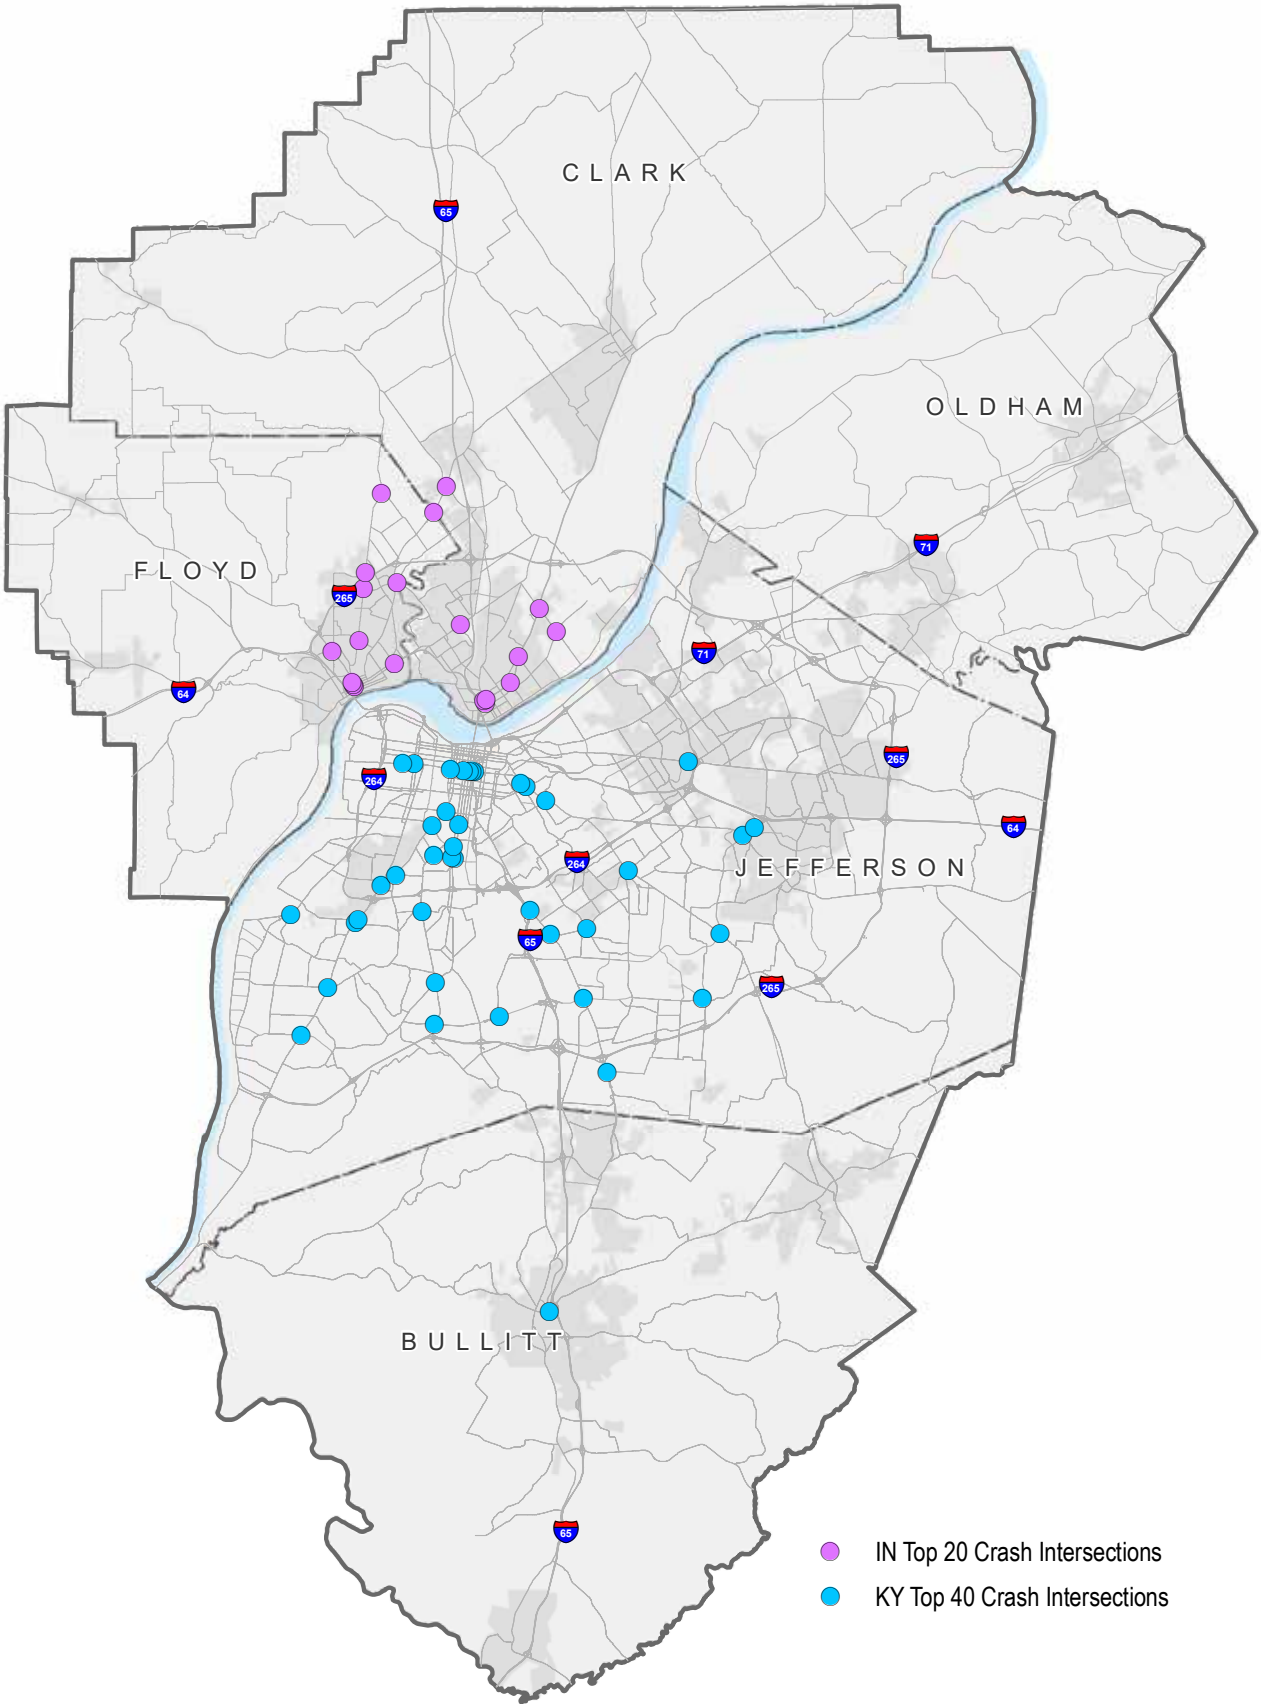 CLARK
65
OLDHAM
71
FLOYD
265
71
64
265
264
64
264
JEFFERSON
65
265
BULLITT
65
IN Top 20 Crash Intersections
KY Top 40 Crash Intersections